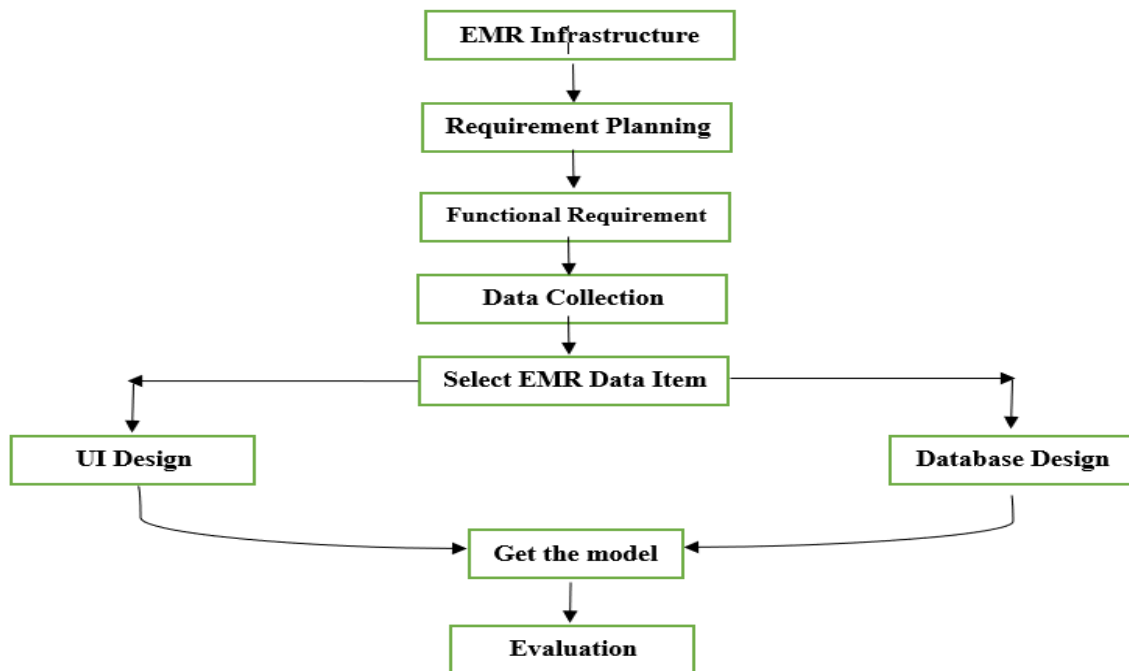 EMR Infrastructure
Requirement Planning
Functional Requirement
Data Collection
Select EMR Data Item
UI Design
Database Design
Get the model
Evaluation